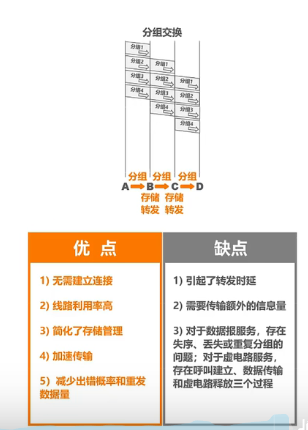 分组交换
分组1
分组2 分组1
分组2 分组2 分组1
分组4 分组3 分组2
分组4 分组3
分组4
分组 分组 分组
A B C D
存储 存储
转发 转发
优 点
缺点
1) 无需建立连接
2) 线路利用率高
3) 简化了存储管理
4) 加速传输
5) 减少出错概率和重发
数据量
1) 引起了转发时延
2) 需要传输额外的信息量
3) 对于数据报服务，存在
失序、丢失或重复分组的
问题；对于虚电路服务，
存在呼叫建立、数据传输
和虚电路释放三个过程